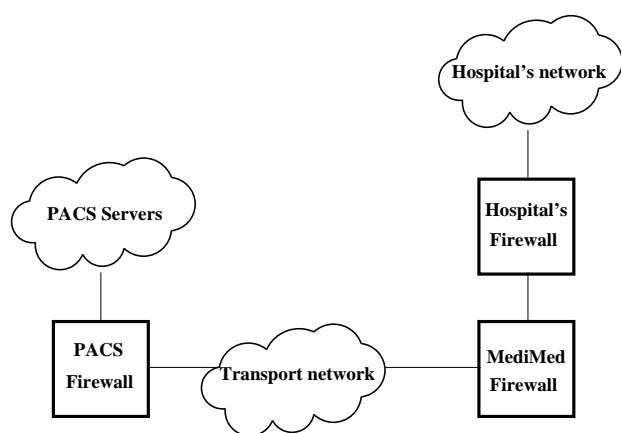 Hospital's network
PACS Servers
Hospital's
Firewall
PACS
Firewall
Transport network
MediMed
Firewall